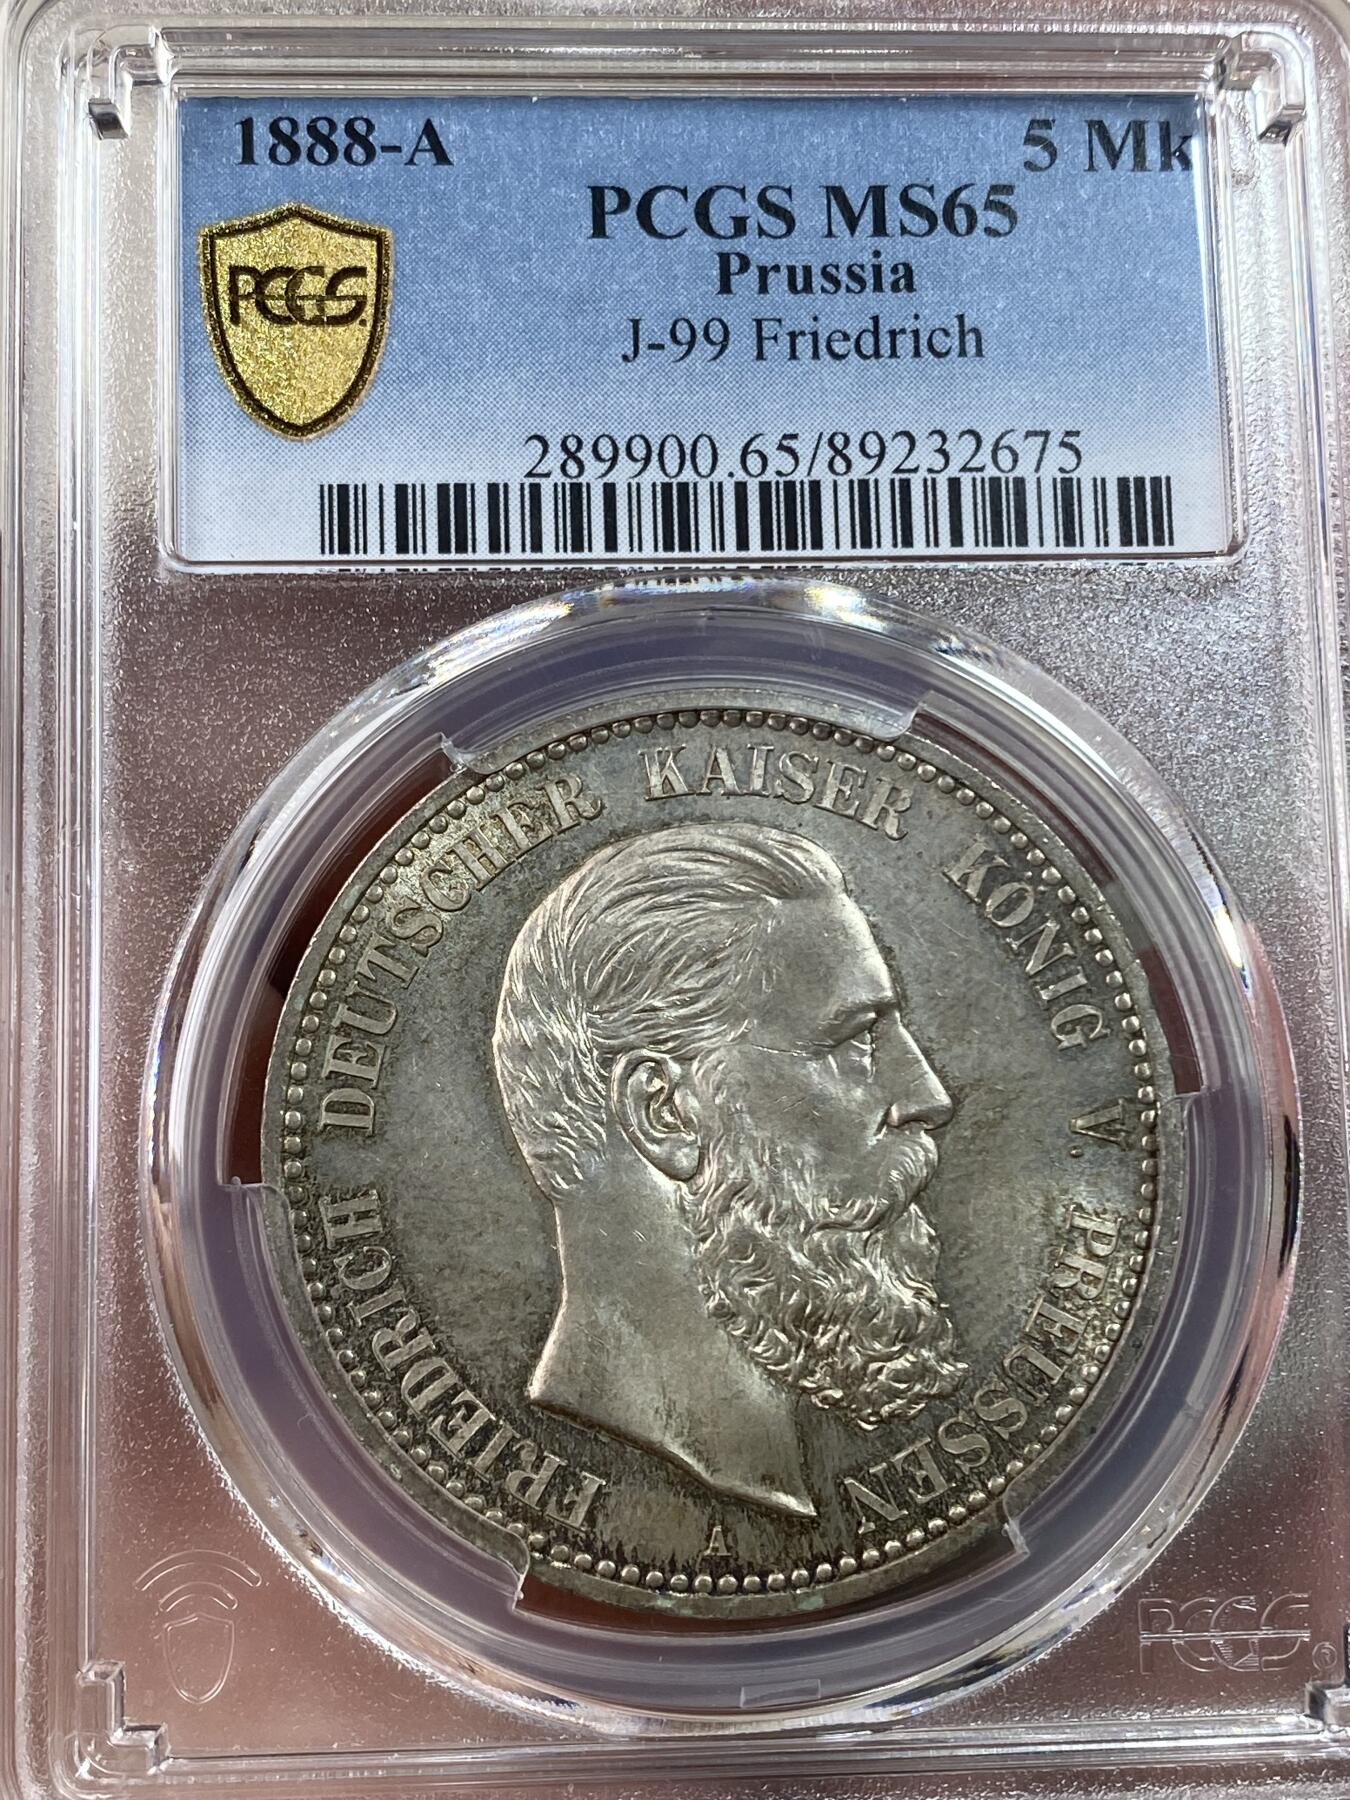 1888-A 5 Mk
PCGS MS65
Prussia
J-99 Friedrich
PCGS
289900.65/89232675
FRIEDRICH DEUTSCHER KAISER KÖNIG V. PREUSSEN
A
PCGS